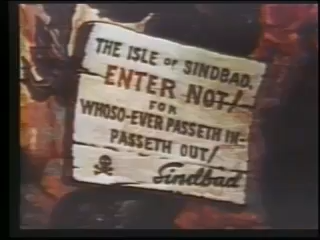 THE ISLE OF SINDBAD.
ENTER NOT!
FOR
WHOSO-EVER PASSETH IN-
PASSETH OUT!
Sindbad